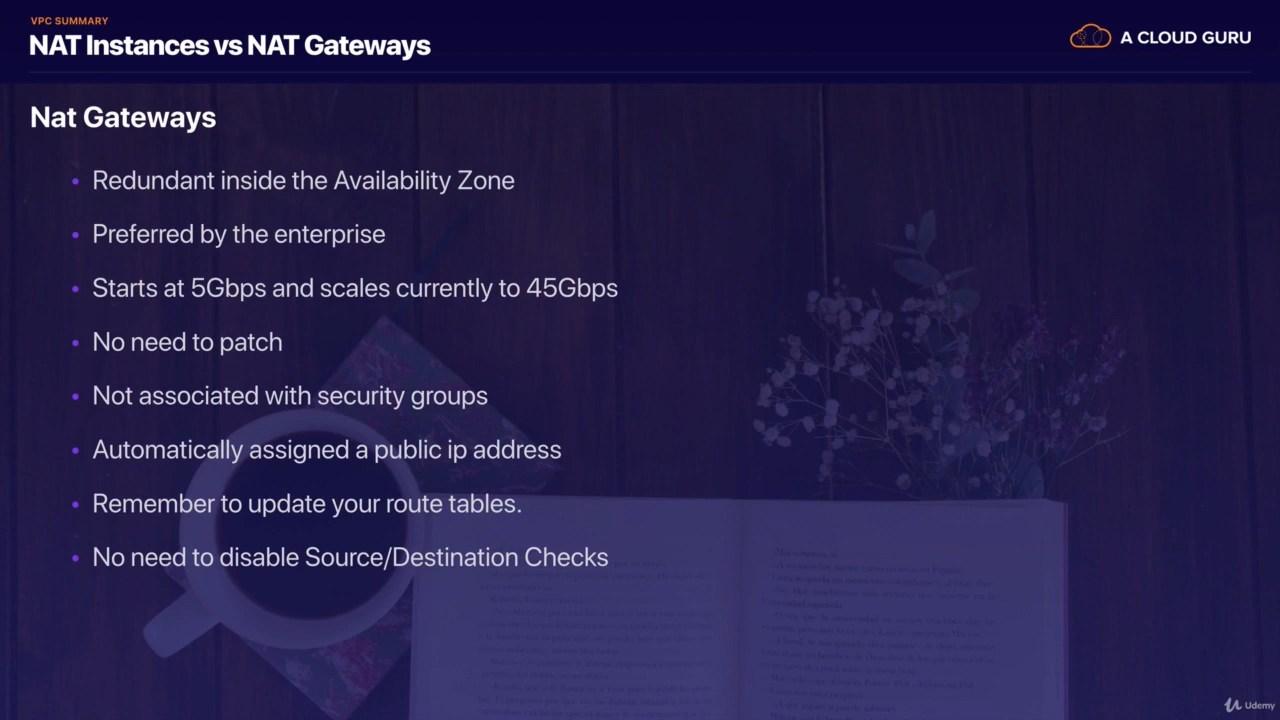 VPC SUMMARY
NAT Instances vs NAT Gateways
A CLOUD GURU
Nat Gateways
• Redundant inside the Availability Zone
• Preferred by the enterprise
• Starts at 5Gbps and scales currently to 45Gbps
• No need to patch
• Not associated with security groups
• Automatically assigned a public ip address
• Remember to update your route tables.
• No need to disable Source/Destination Checks
Udemy